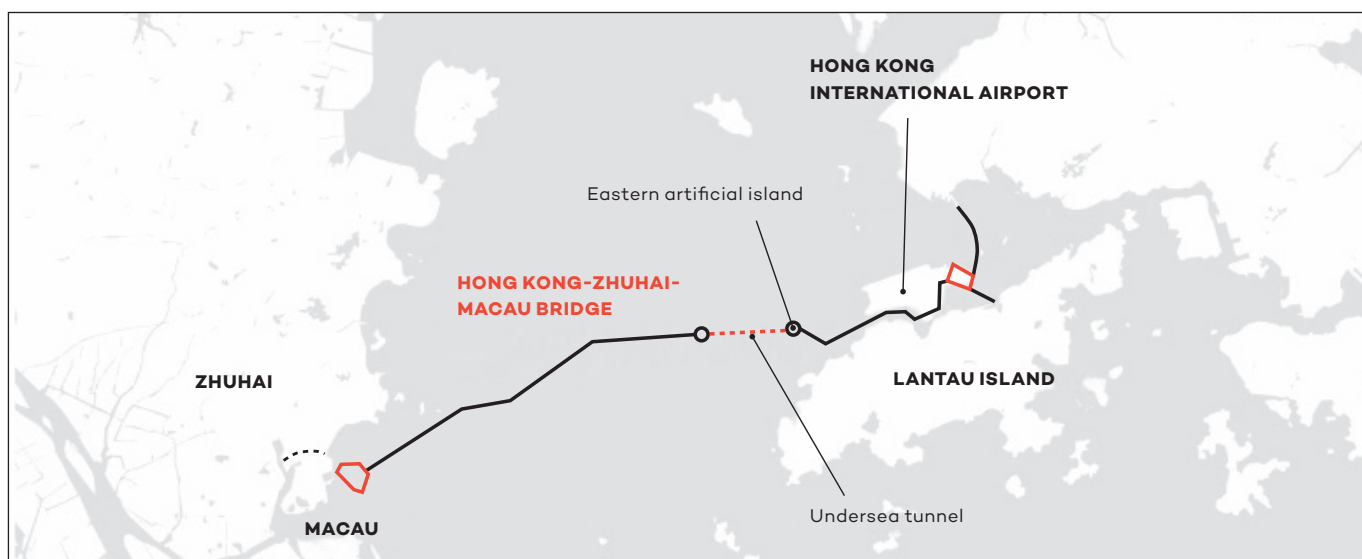 HONG KONG
INTERNATIONAL AIRPORT
Eastern artificial island
HONG KONG-ZHUHAI-
MACAU BRIDGE
ZHUHAI
LANTAU ISLAND
Undersea tunnel
MACAU